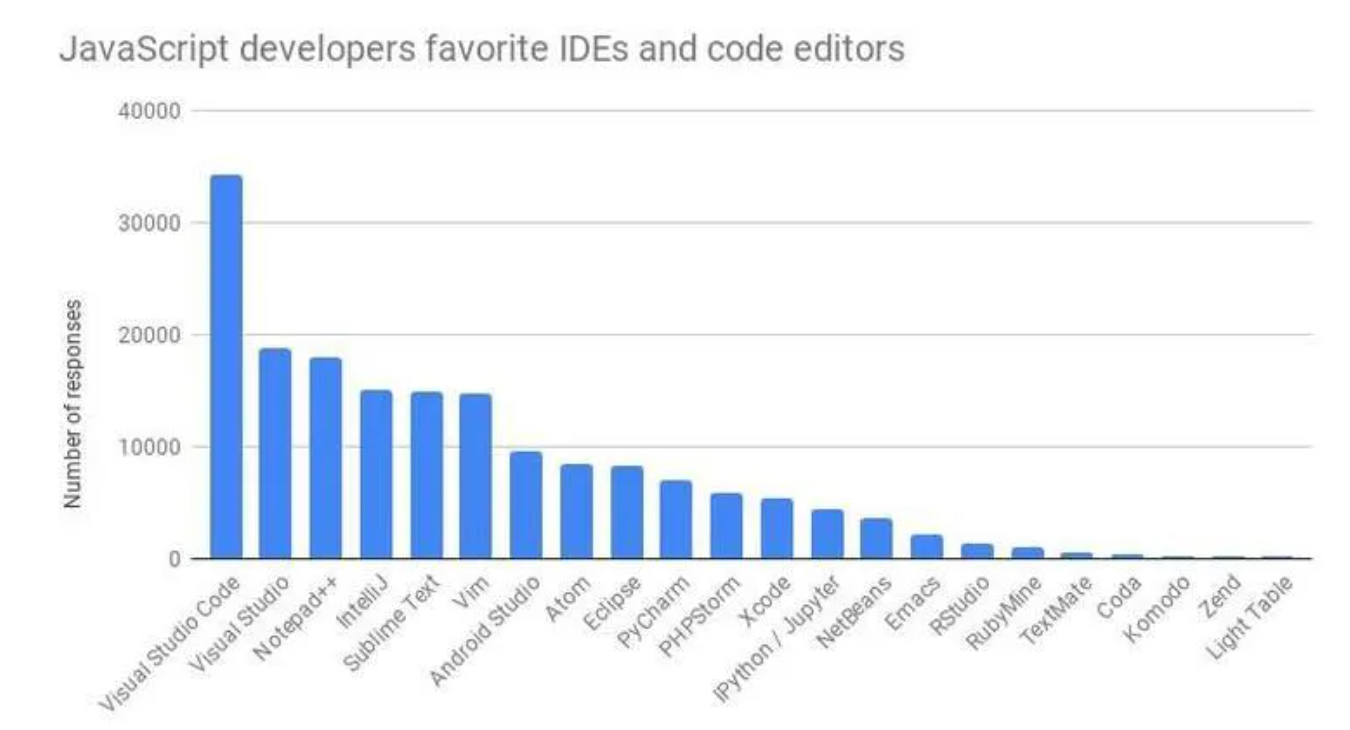 JavaScript developers favorite IDEs and code editors
Number of responses
40000
30000
20000
10000
0
Visual Studio Code
Visual Studio
Notepad++
IntelliJ
Sublime Text
Vim
Android Studio
Atom
Eclipse
PyCharm
PHPStorm
Xcode
IPython / Jupyter
NetBeans
Emacs
RStudio
RubyMine
TextMate
Coda
Komodo
Zend
Light Table